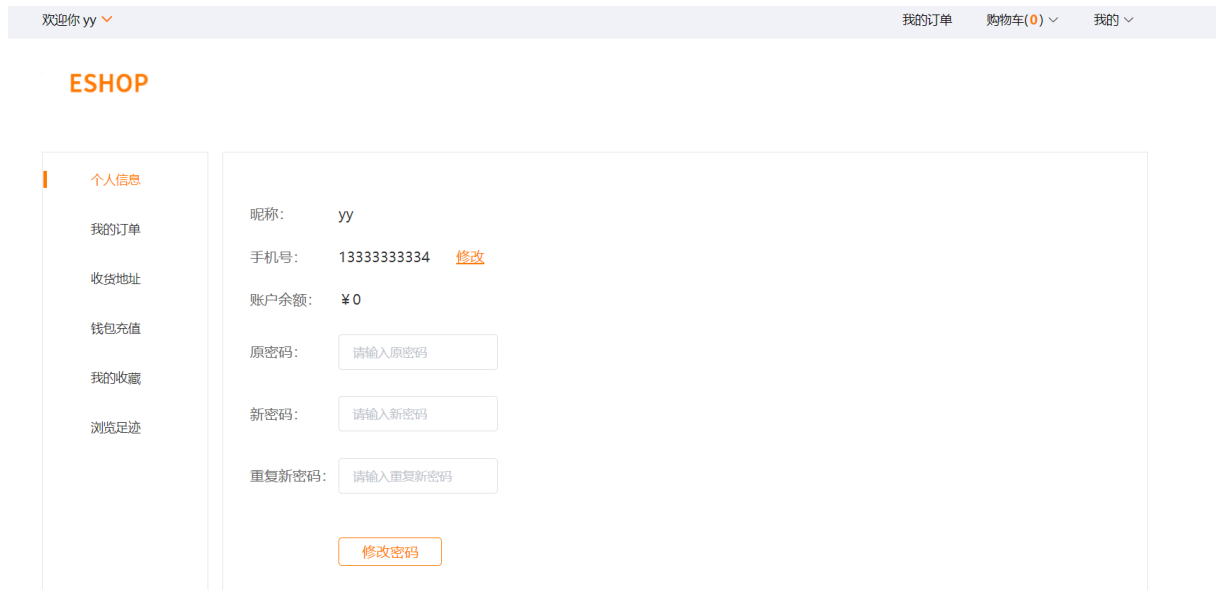 欢迎你 yy
我的订单 购物车(0) 我的
ESHOP
个人信息
我的订单
收货地址
钱包充值
我的收藏
浏览足迹
昵称： yy
手机号： 13333333334 修改
账户余额： ￥0
原密码： 请输入原密码
新密码： 请输入新密码
重复新密码： 请输入重复新密码
修改密码